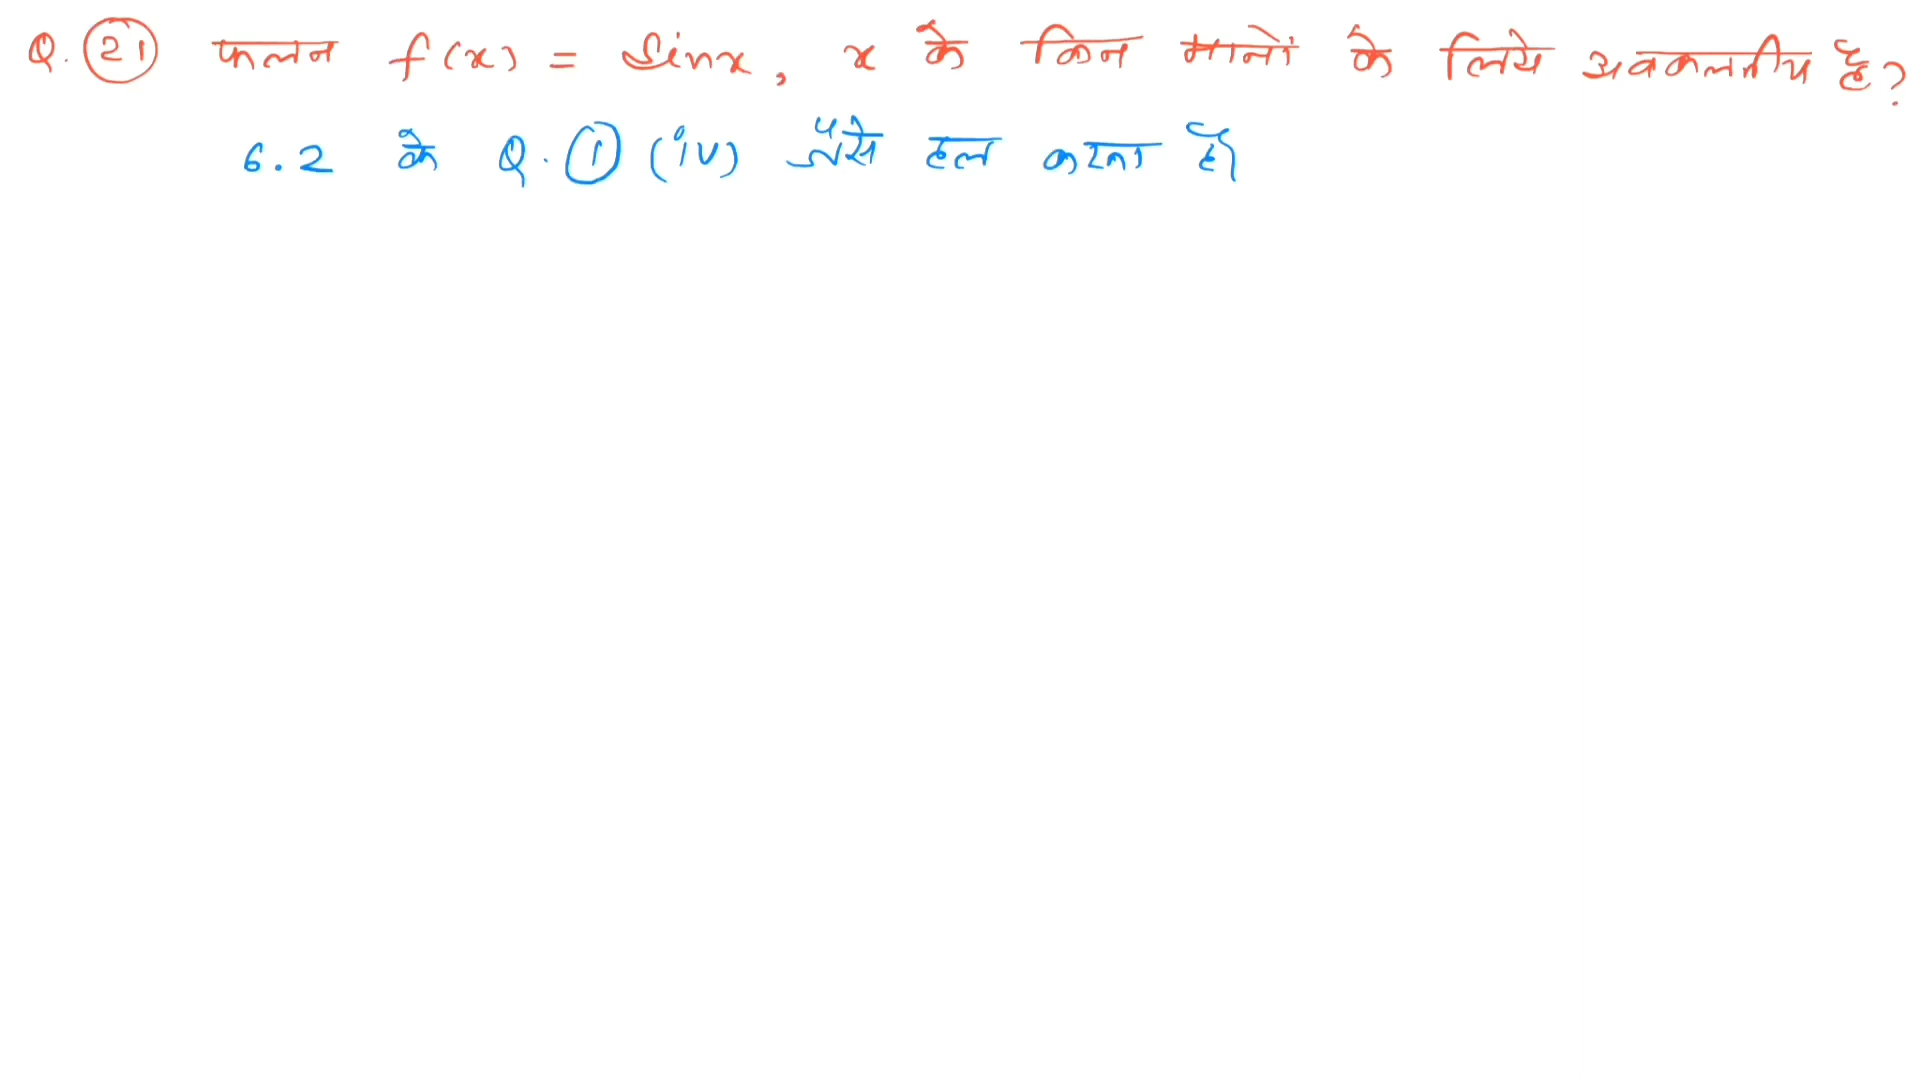 Q. 21 फलन f(x) = Sinx, x के किन मानों के लिये अवकलनीय है?
6.2 के Q. 1 (iv) जैसे हल करना है।